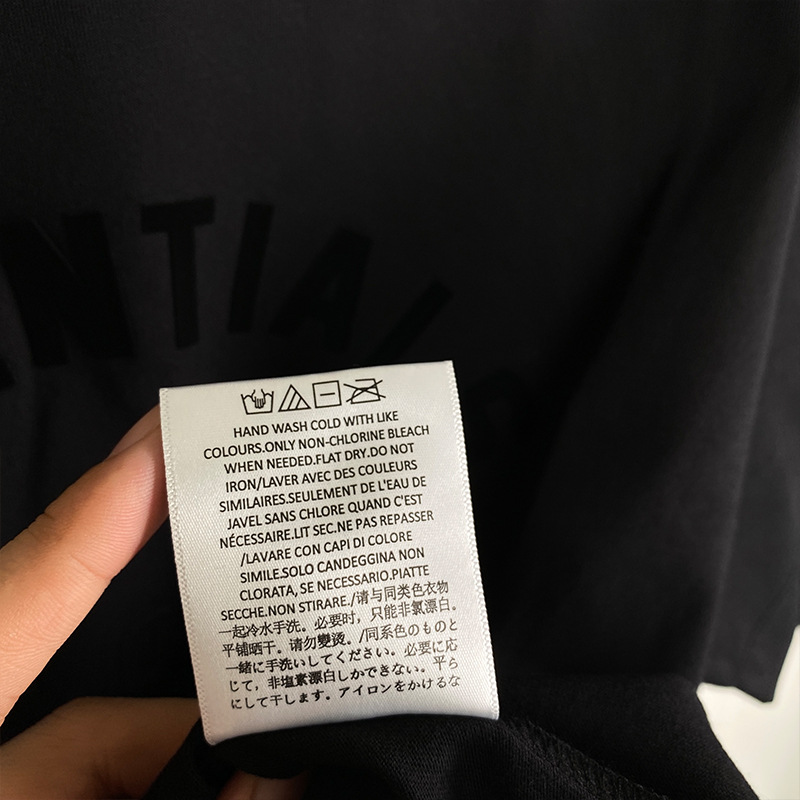 NTIAL
HAND WASH COLD WITH LIKE
COLOURS.ONLY NON-CHLORINE BLEACH
WHEN NEEDED.FLAT DRY.DO NOT
IRON/LAVER AVEC DES COULEURS
SIMILAIRES.SEULEMENT DE L'EAU DE
JAVEL SANS CHLORE QUAND C'EST
NÉCESSAIRE.LIT SEC.NE PAS REPASSER
/LAVARE CON CAPI DI COLORE
SIMILE.SOLO CANDEGGINA NON
CLORATA, SE NECESSARIO.PIATTE
SECCHE.NON STIRARE./请与同类色衣物
一起冷水手洗。必要时，只能非氯漂白。
平铺晒干。请勿變烫。/同系色のものと
一緒に手洗いしてください。必要に応
じて，非塩素漂白しかできない。平ら
にして干します。アイロンをかけるな